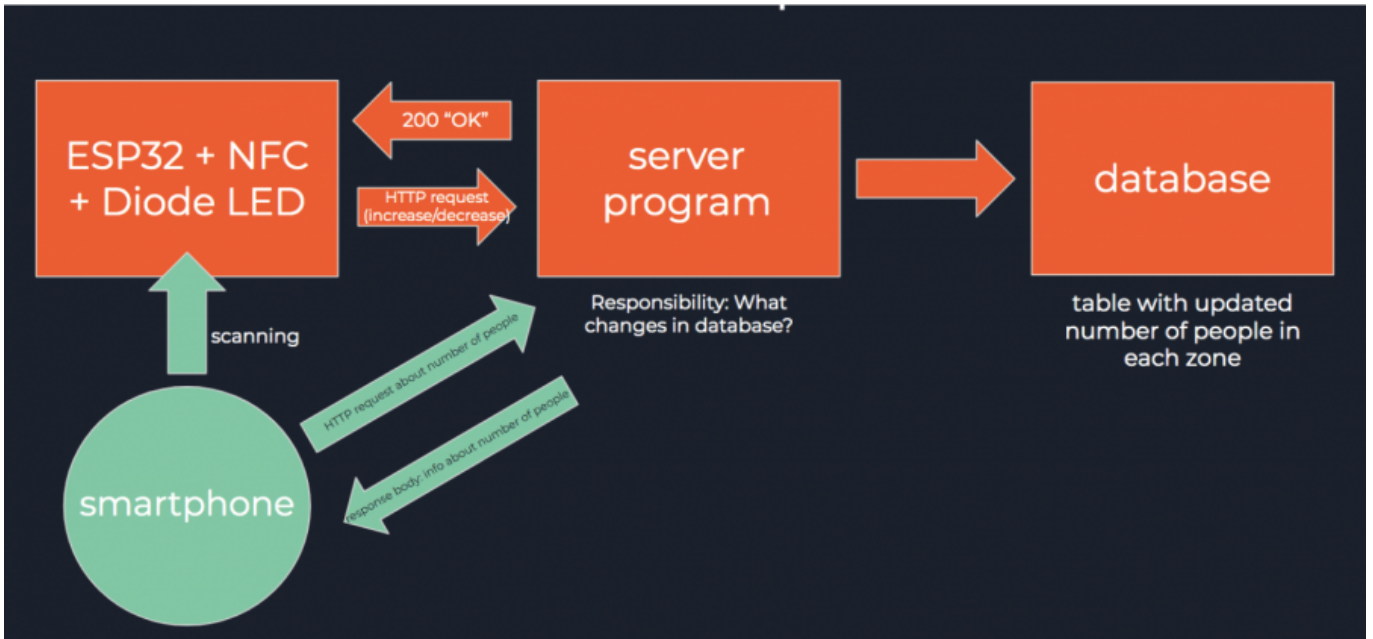 ESP32 + NFC
+ Diode LED
200 “OK”
HTTP request
(increase/decrease)
server
program
database
Responsibility: What
changes in database?
table with updated
number of people in
each zone
scanning
HTTP request about number of people
response body: info about number of people
smartphone